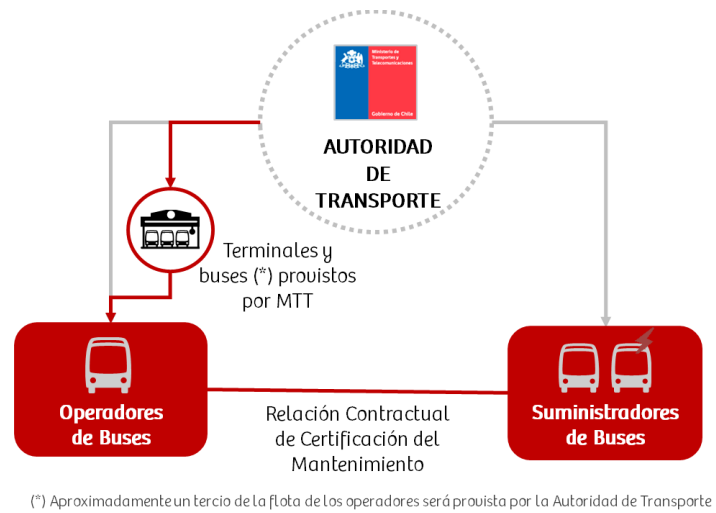 Ministerio de
Transportes y
Telecomunicaciones
Gobierno de Chile
AUTORIDAD
DE
TRANSPORTE
Terminales y
buses (*) provistos
por MTT
Operadores
de Buses
Relación Contractual
de Certificación del
Mantenimiento
Suministradores
de Buses
(*) Aproximadamente un tercio de la flota de los operadores será provista por la Autoridad de Transporte